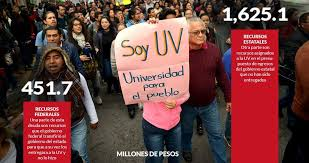 1,625.1
RECURSOS
ESTATALES
Otra parte son
recursos asignados
a la UV en el presu-
puesto de egresos
del gobierno estatal
que no han sido
entregados
Soy UV
Universidad
para el
pueblo
451.7
RECURSOS
FEDERALES
Una parte de esta
deuda son recursos
que el gobierno
federal transfirió al
gobierno del estado
para que a su vez los
entregara a la UV y
no lo hizo
MILLONES DE PESOS